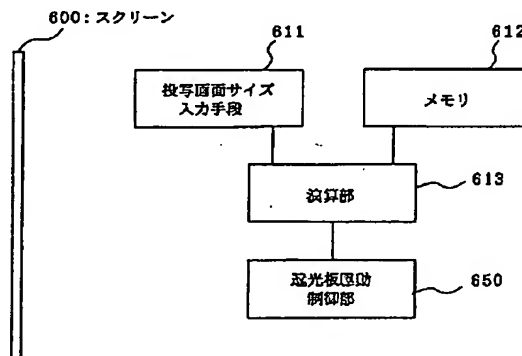 600：スクリーン
611
612
投写画面サイズ
入力手段
メモリ
613
演算部
遮光板駆動
制御部
650